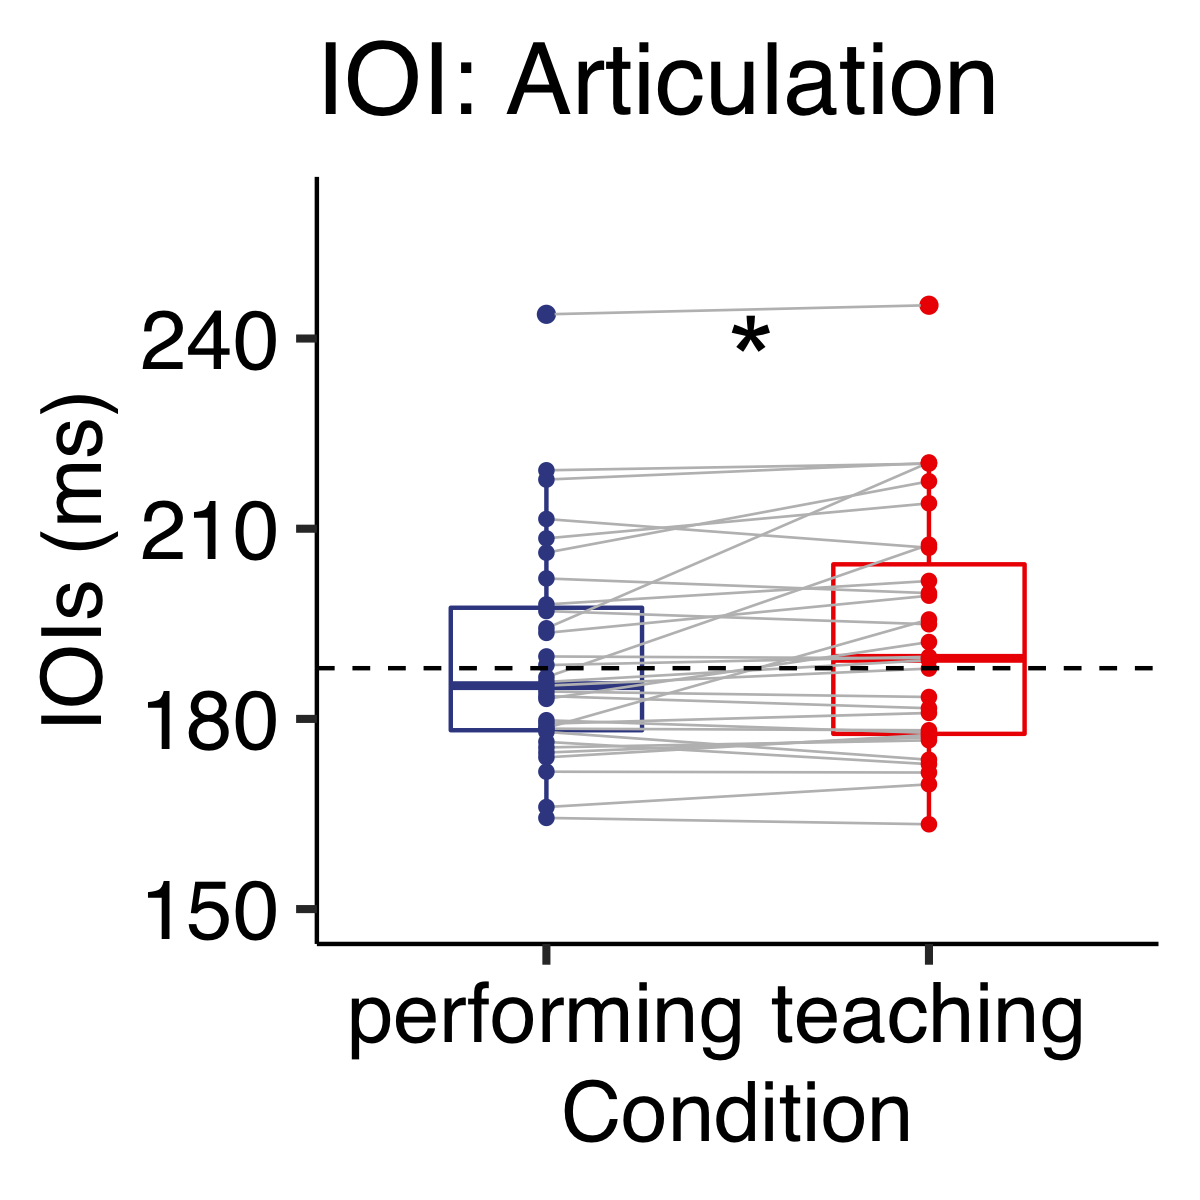 IOI: Articulation
*
240
210
180
150
IOIs (ms)
performing teaching
Condition